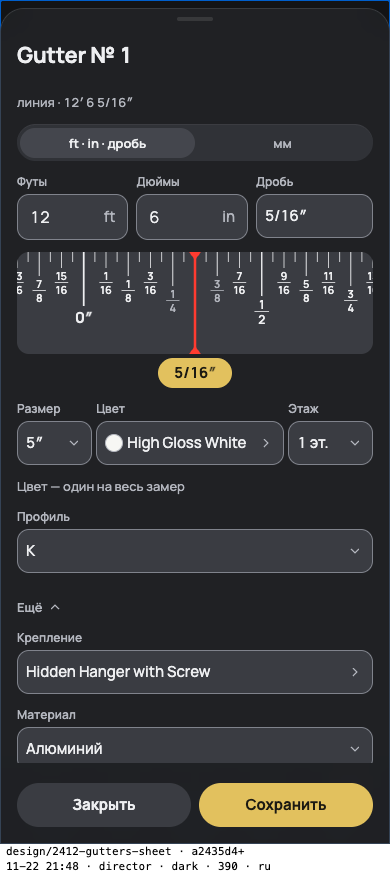 Gutter № 1
линия · 12′ 6 5/16″
ft · in · дробь мм
Футы Дюймы Дробь
12 ft 6 in 5/16″
7/8 15/16 0″ 1/16 1/8 3/16 1/4 3/8 7/16 1/2 9/16 5/8 11/16 3/4
5/16″
Размер Цвет Этаж
5″ High Gloss White 1 эт.
Цвет — один на весь замер
Профиль
K
Ещё
Крепление
Hidden Hanger with Screw
Материал
Алюминий
Закрыть Сохранить
design/2412-gutters-sheet · a2435d4+
11-22 21:48 · director · dark · 390 · ru